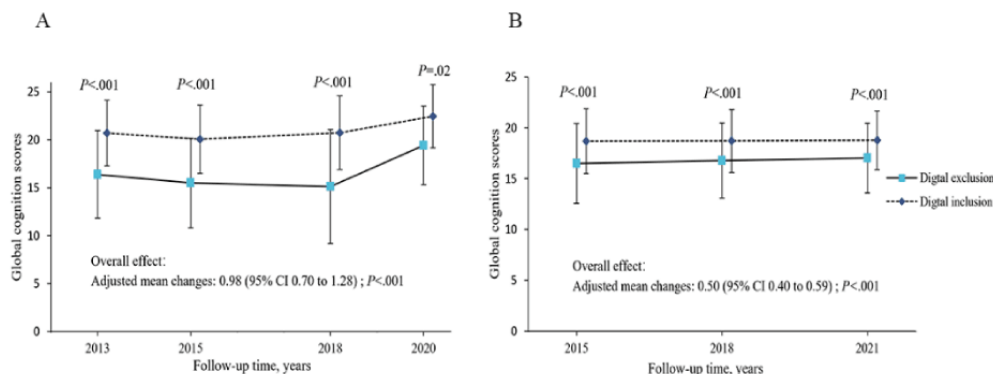 A
P<.001 P<.001 P<.001 P=.02
25
20
15
10
5
0
Global cognition scores
Overall effect:
Adjusted mean changes: 0.98 (95% CI 0.70 to 1.28) ; P<.001
2013 2015 2018 2020
Follow-up time, years
B
P<.001 P<.001 P<.001
25
20
15
10
5
0
Global cognition scores
Digtal exclusion
Digtal inclusion
Overall effect:
Adjusted mean changes: 0.50 (95% CI 0.40 to 0.59) ; P<.001
2015 2018 2021
Follow-up time, years